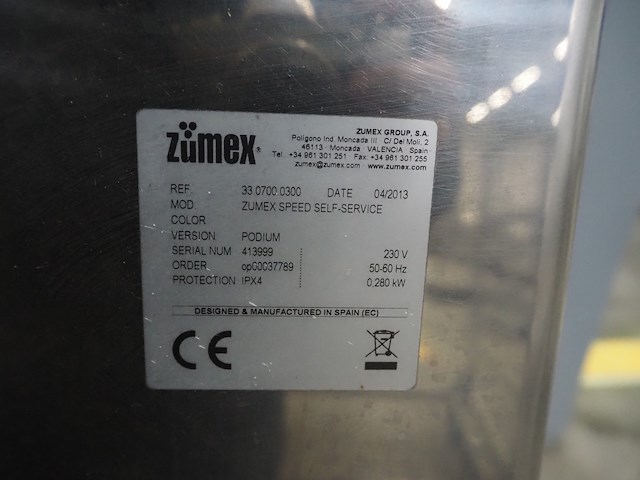 zümex®
ZUMEX GROUP, S.A.
Polígono Ind. Moncada III C/ Del Molí, 2
46113 · Moncada VALENCIA Spain
Tel. +34 961 301 251 Fax +34 961 301 255
zumex@zumex.com www.zumex.com
REF. 33.0700.0300 DATE 04/2013
MOD ZUMEX SPEED SELF-SERVICE
COLOR
VERSION PODIUM
SERIAL NUM 413999 230 V
ORDER op00037789 50-60 Hz
PROTECTION IPX4 0,280 kW
DESIGNED & MANUFACTURED IN SPAIN (EC)
CE